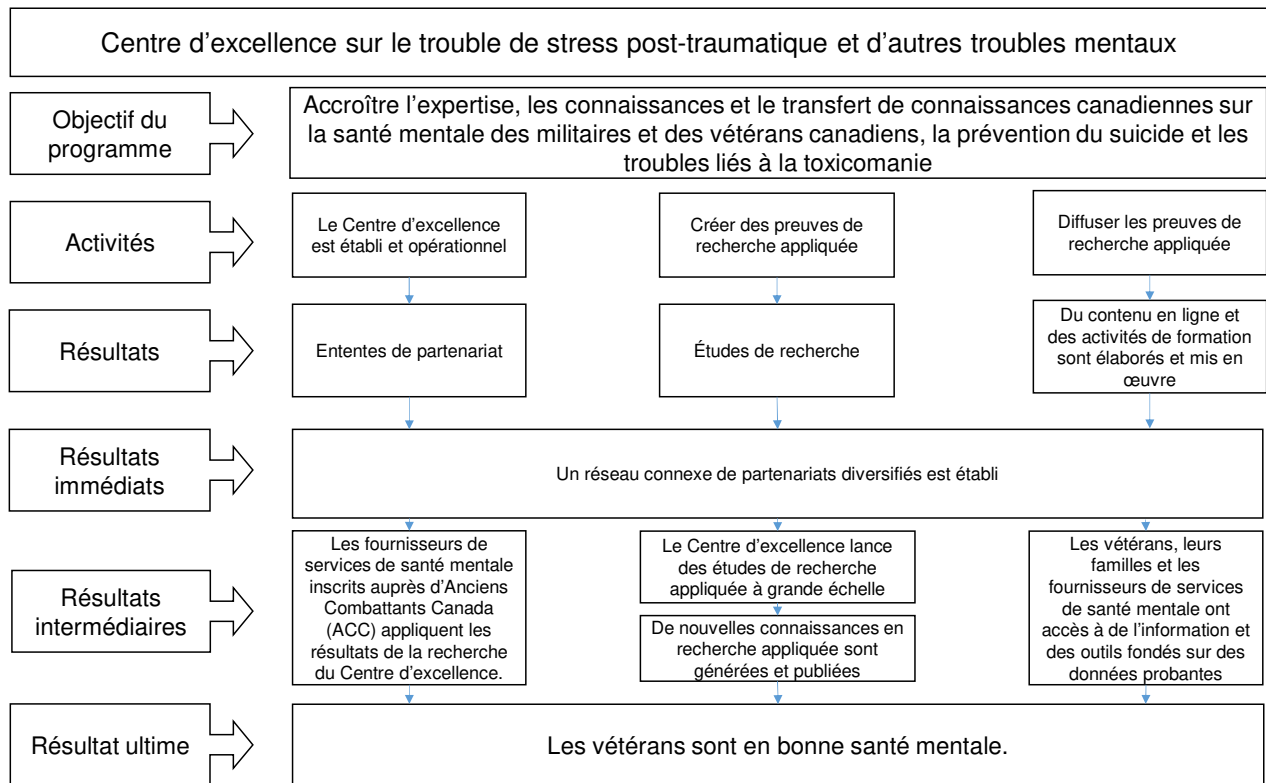 Centre d’excellence sur le trouble de stress post-traumatique et d’autres troubles mentaux
Objectif du
programme
Accroître l’expertise, les connaissances et le transfert de connaissances canadiennes sur
la santé mentale des militaires et des vétérans canadiens, la prévention du suicide et les
troubles liés à la toxicomanie
Activités
Le Centre d’excellence
est établi et opérationnel
Créer des preuves de
recherche appliquée
Diffuser les preuves de
recherche appliquée
Résultats
Ententes de partenariat
Études de recherche
Du contenu en ligne et
des activités de formation
sont élaborés et mis en
œuvre
Résultats
immédiats
Un réseau connexe de partenariats diversifiés est établi
Résultats
intermédiaires
Les fournisseurs de
services de santé mentale
inscrits auprès d’Anciens
Combattants Canada
(ACC) appliquent les
résultats de la recherche
du Centre d’excellence.
Le Centre d’excellence lance
des études de recherche
appliquée à grande échelle
De nouvelles connaissances en
recherche appliquée sont
générées et publiées
Les vétérans, leurs
familles et les
fournisseurs de services
de santé mentale ont
accès à de l’information et
des outils fondés sur des
données probantes
Résultat ultime
Les vétérans sont en bonne santé mentale.